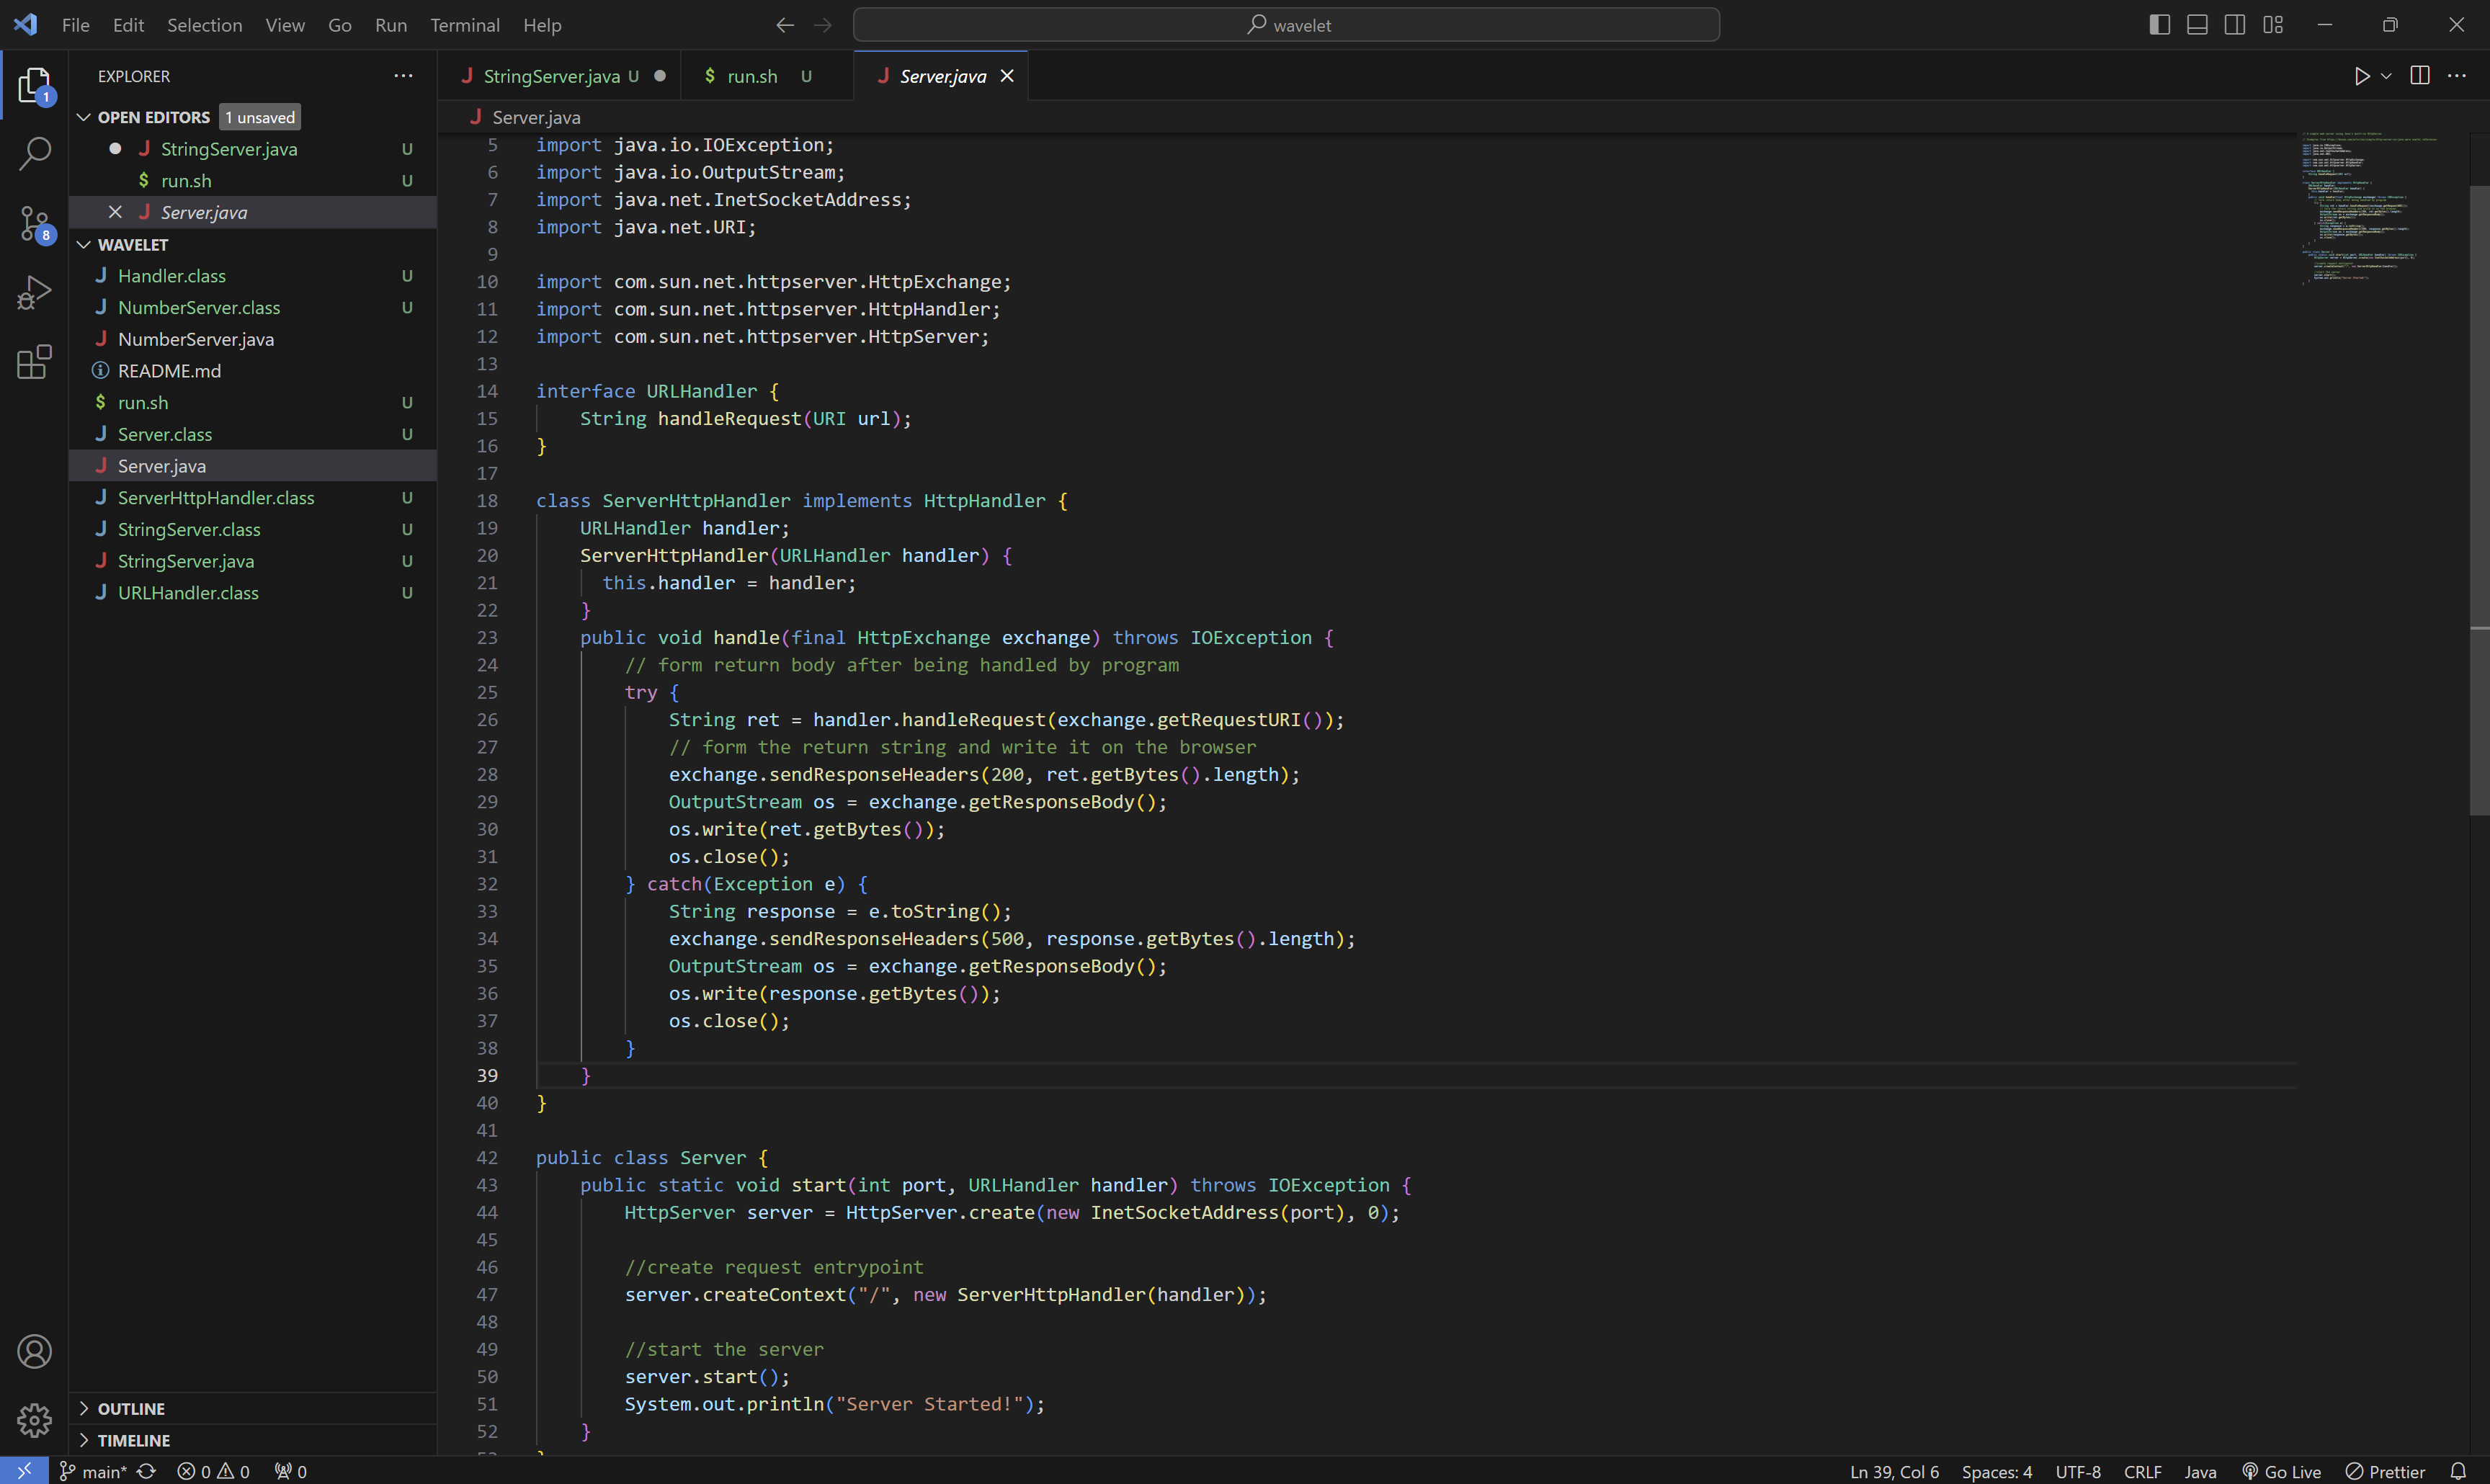 File Edit Selection View Go Run Terminal Help
wavelet
EXPLORER
OPEN EDITORS 1 unsaved
StringServer.java U
run.sh U
Server.java
WAVELET
Handler.class U
NumberServer.class U
NumberServer.java
README.md
run.sh U
Server.class U
Server.java
ServerHttpHandler.class U
StringServer.class U
StringServer.java U
URLHandler.class U
OUTLINE
TIMELINE
1
8
StringServer.java U
run.sh U
Server.java
Server.java
5 import java.io.IOException;
6 import java.io.OutputStream;
7 import java.net.InetSocketAddress;
8 import java.net.URI;
9
10 import com.sun.net.httpserver.HttpExchange;
11 import com.sun.net.httpserver.HttpHandler;
12 import com.sun.net.httpserver.HttpServer;
13
14 interface URLHandler {
15 String handleRequest(URI url);
16 }
17
18 class ServerHttpHandler implements HttpHandler {
19 URLHandler handler;
20 ServerHttpHandler(URLHandler handler) {
21 this.handler = handler;
22 }
23 public void handle(final HttpExchange exchange) throws IOException {
24 // form return body after being handled by program
25 try {
26 String ret = handler.handleRequest(exchange.getRequestURI());
27 // form the return string and write it on the browser
28 exchange.sendResponseHeaders(200, ret.getBytes().length);
29 OutputStream os = exchange.getResponseBody();
30 os.write(ret.getBytes());
31 os.close();
32 } catch(Exception e) {
33 String response = e.toString();
34 exchange.sendResponseHeaders(500, response.getBytes().length);
35 OutputStream os = exchange.getResponseBody();
36 os.write(response.getBytes());
37 os.close();
38 }
39 }
40 }
41
42 public class Server {
43 public static void start(int port, URLHandler handler) throws IOException {
44 HttpServer server = HttpServer.create(new InetSocketAddress(port), 0);
45
46 //create request entrypoint
47 server.createContext("/", new ServerHttpHandler(handler));
48
49 //start the server
50 server.start();
51 System.out.println("Server Started!");
52 }
main* 0 0 0
Ln 39, Col 6 Spaces: 4 UTF-8 CRLF Java Go Live Prettier